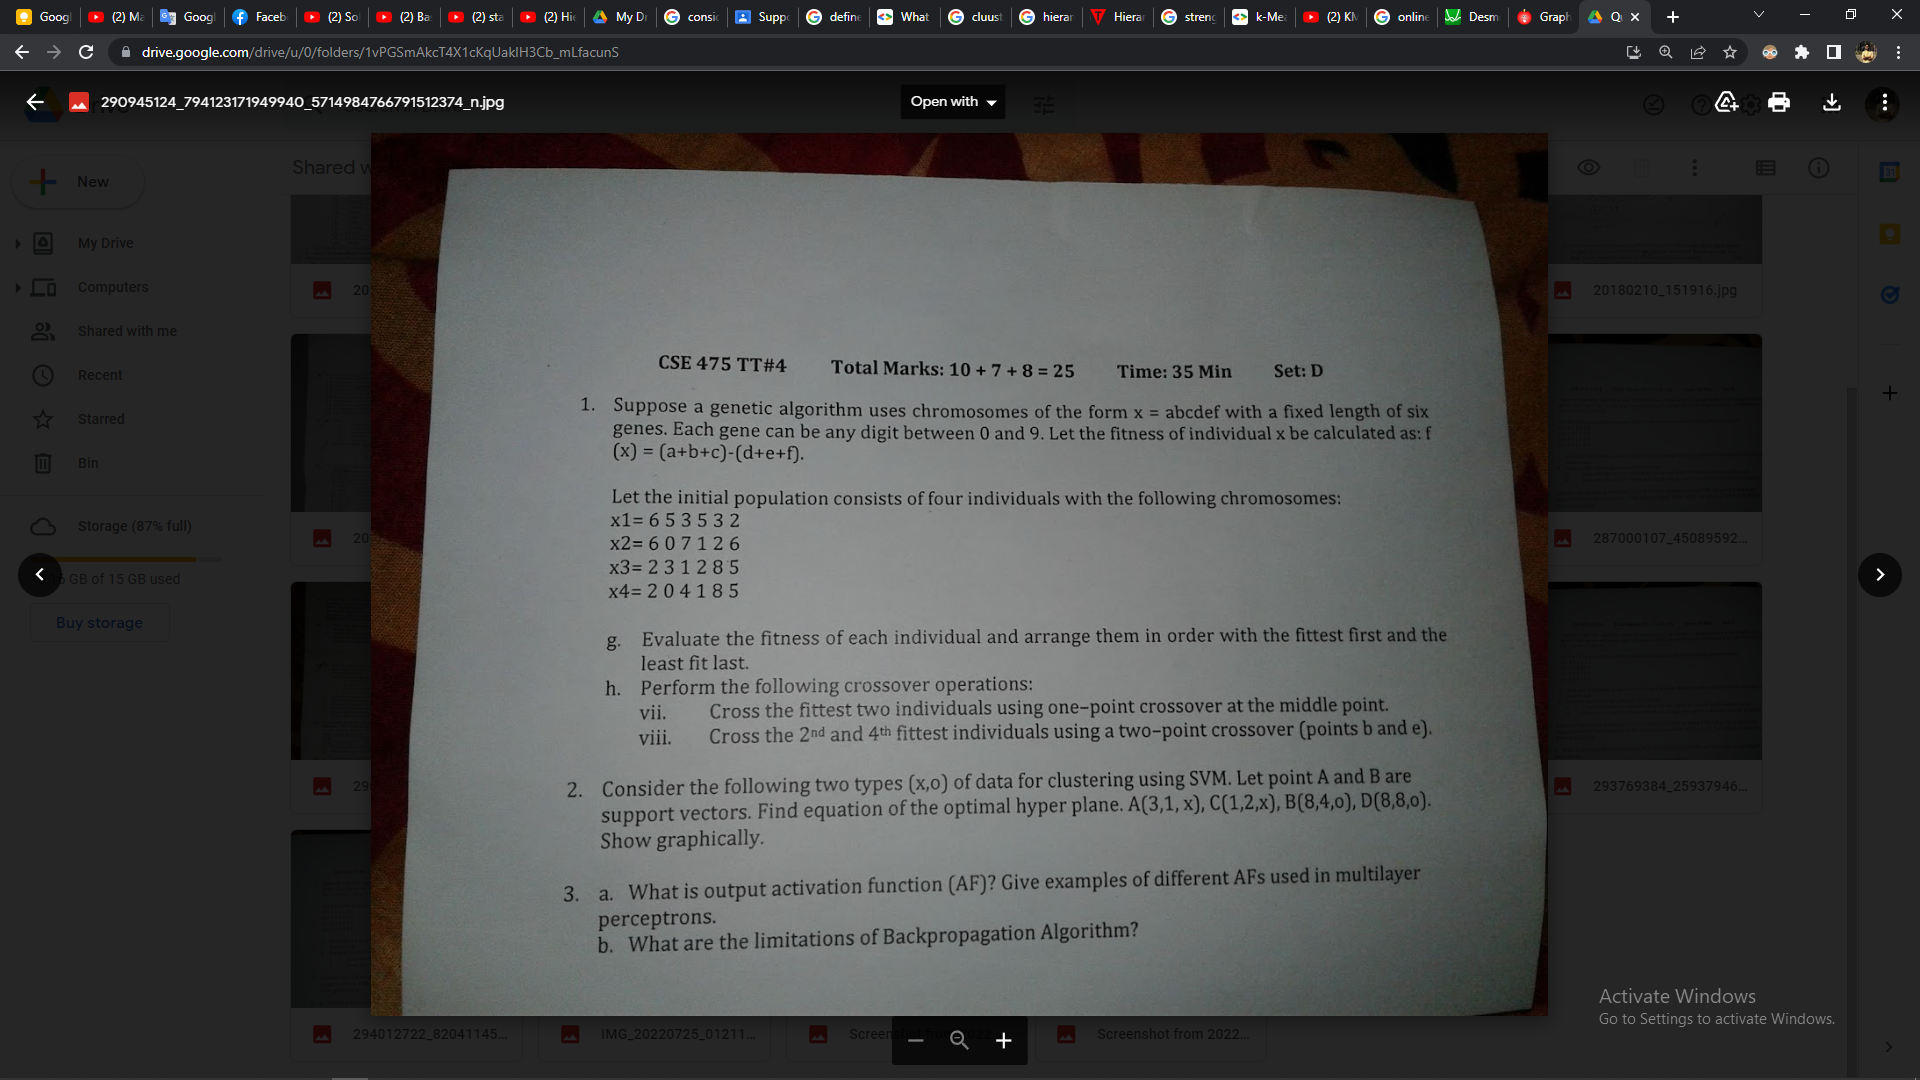 Googl
(2) Ma
Googl
Faceb
(2) So
(2) Ba
(2) sta
(2) Hie
My Dr
consid
Suppo
define
What
cluust
hierar
Hierar
streng
k-Mea
(2) KN
online
Desm
Graph
drive.google.com/drive/u/0/folders/1vPGSmAkcT4X1cKqUaklH3Cb_mLfacunS
290945124_794123171949940_5714984766791512374_n.jpg
Open with
New
My Drive
Computers
Shared with me
Recent
Starred
Bin
Storage (87% full)
GB of 15 GB used
Buy storage
20180210_151916.jpg
287000107_45089592...
293769384_25937946...
CSE 475 TT#4 Total Marks: 10 + 7 + 8 = 25 Time: 35 Min Set: D
1. Suppose a genetic algorithm uses chromosomes of the form x = abcdef with a fixed length of six
genes. Each gene can be any digit between 0 and 9. Let the fitness of individual x be calculated as: f
(x) = (a+b+c)-(d+e+f).
Let the initial population consists of four individuals with the following chromosomes:
x1= 6 5 3 5 3 2
x2= 6 0 7 1 2 6
x3= 2 3 1 2 8 5
x4= 2 0 4 1 8 5
g. Evaluate the fitness of each individual and arrange them in order with the fittest first and the
least fit last.
h. Perform the following crossover operations:
vii. Cross the fittest two individuals using one–point crossover at the middle point.
viii. Cross the 2nd and 4th fittest individuals using a two–point crossover (points b and e).
2. Consider the following two types (x,o) of data for clustering using SVM. Let point A and B are
support vectors. Find equation of the optimal hyper plane. A(3,1, x), C(1,2,x), B(8,4,o), D(8,8,o).
Show graphically.
3. a. What is output activation function (AF)? Give examples of different AFs used in multilayer
perceptrons.
b. What are the limitations of Backpropagation Algorithm?
294012722_82041145...
IMG_20220725_01211...
Screenshot from 2022...
Activate Windows
Go to Settings to activate Windows.